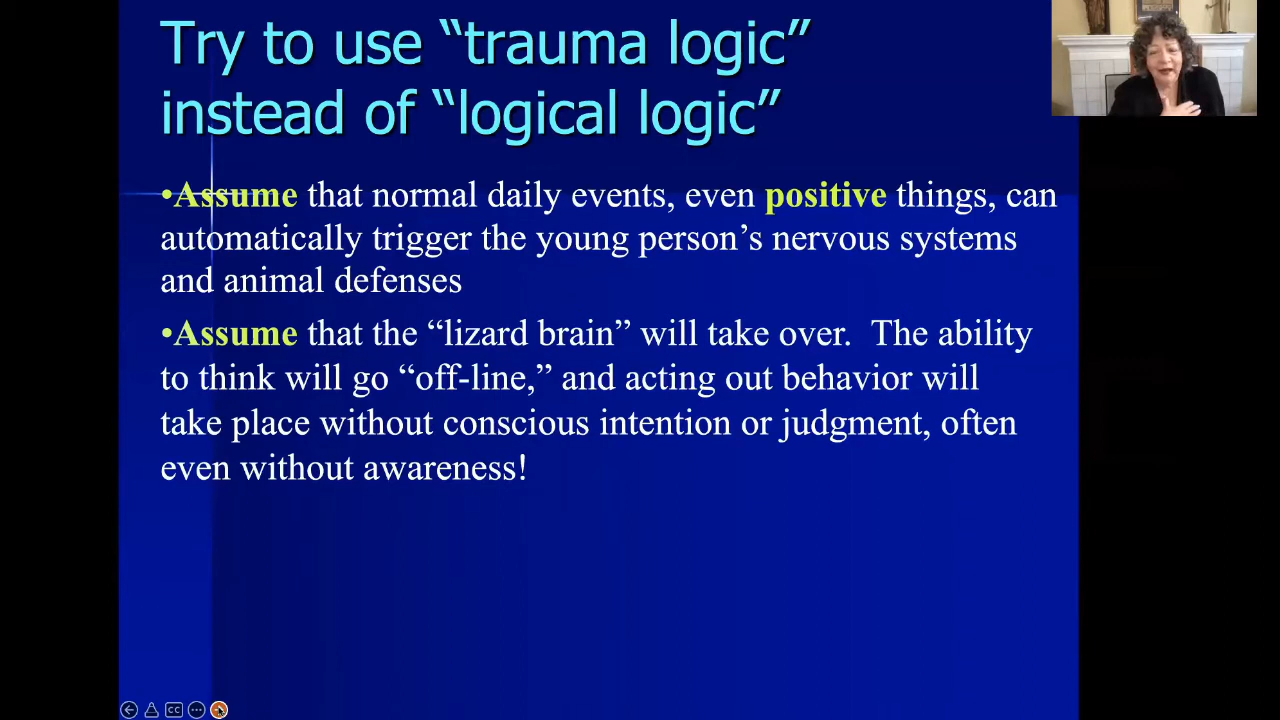 Try to use “trauma logic”
instead of “logical logic”
•Assume that normal daily events, even positive things, can
automatically trigger the young person’s nervous systems
and animal defenses
•Assume that the “lizard brain” will take over.  The ability
to think will go “off-line,” and acting out behavior will
take place without conscious intention or judgment, often
even without awareness!
CC